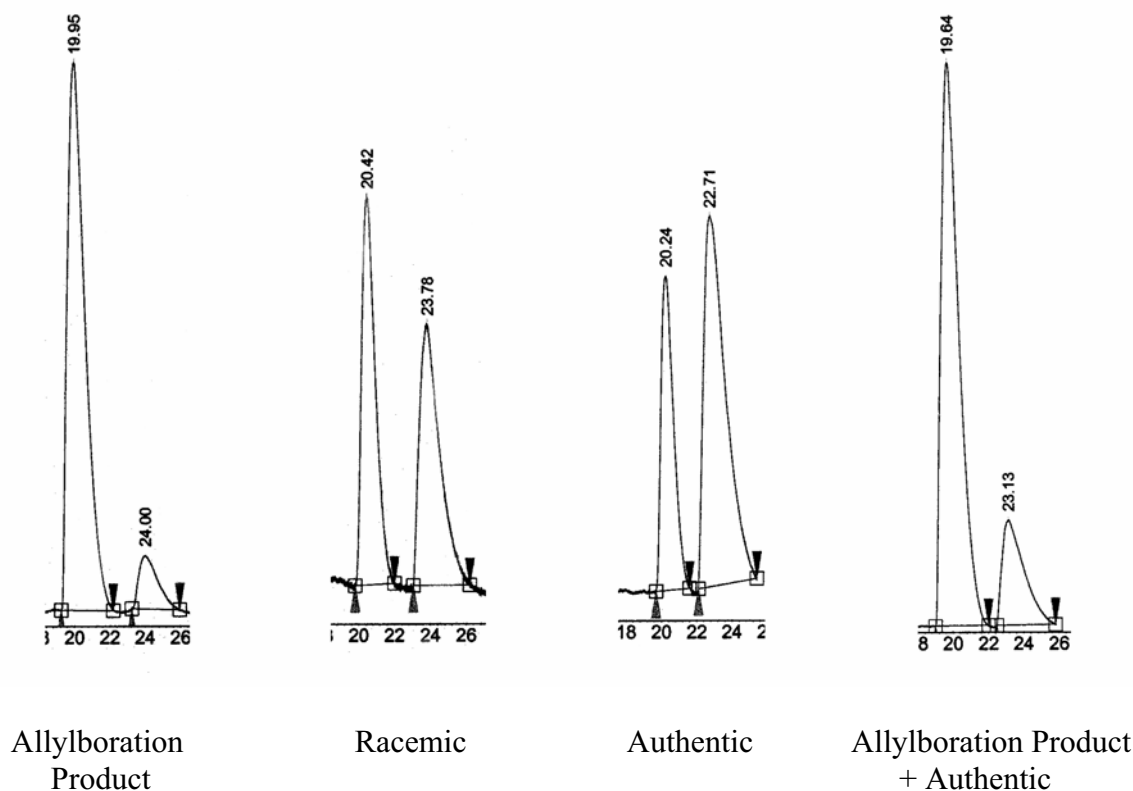 19.95
24.00
20 22 24 26
20.42
23.78
20 22 24 26
20.24
22.71
18 20 22 24 2
19.64
23.13
8 20 22 24 26
Allylboration
Product
Racemic
Authentic
Allylboration Product
+ Authentic